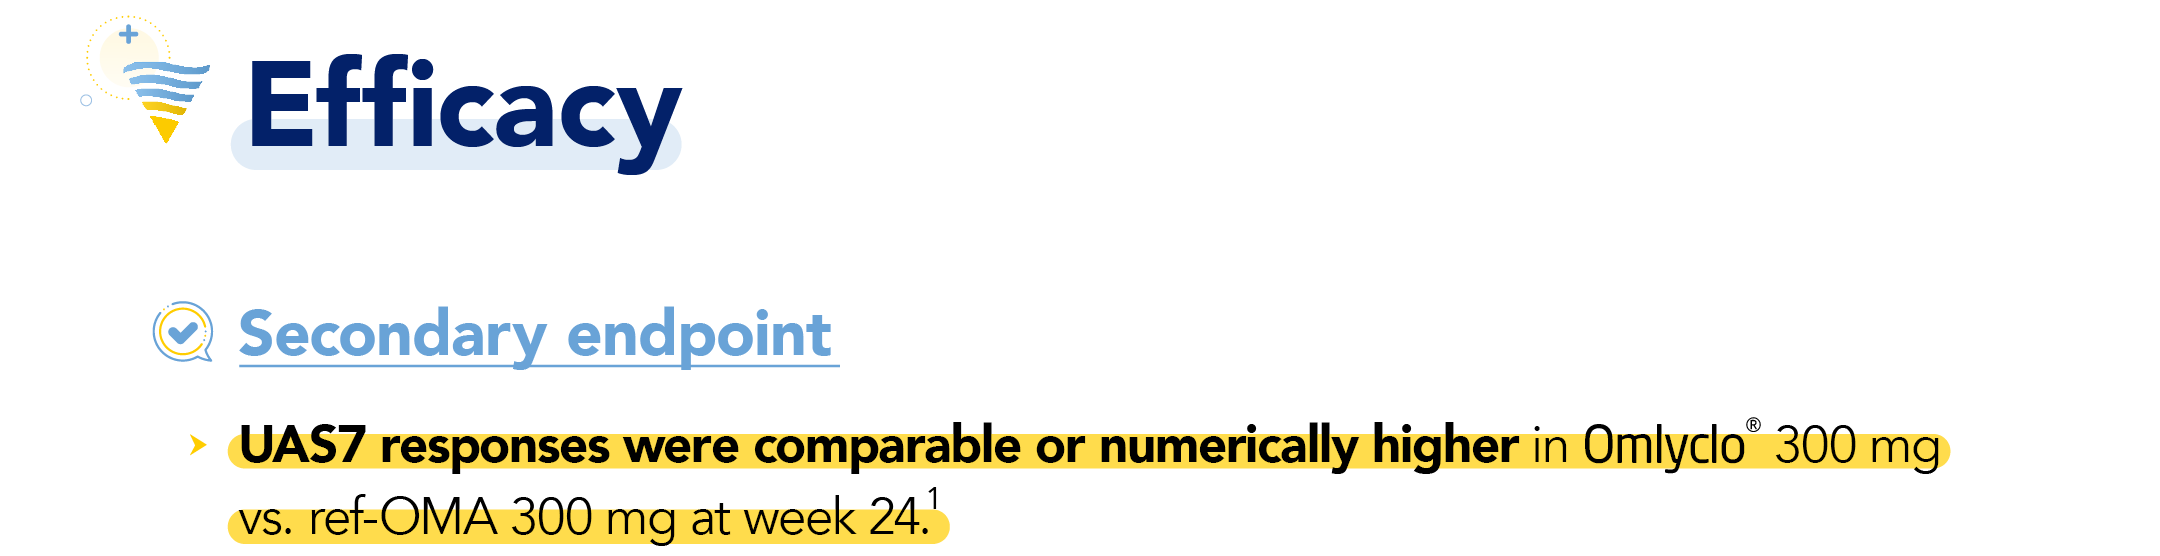 Efficacy
Secondary endpoint
UAS7 responses were comparable or numerically higher in Omlyclo® 300 mg
vs. ref-OMA 300 mg at week 24.¹